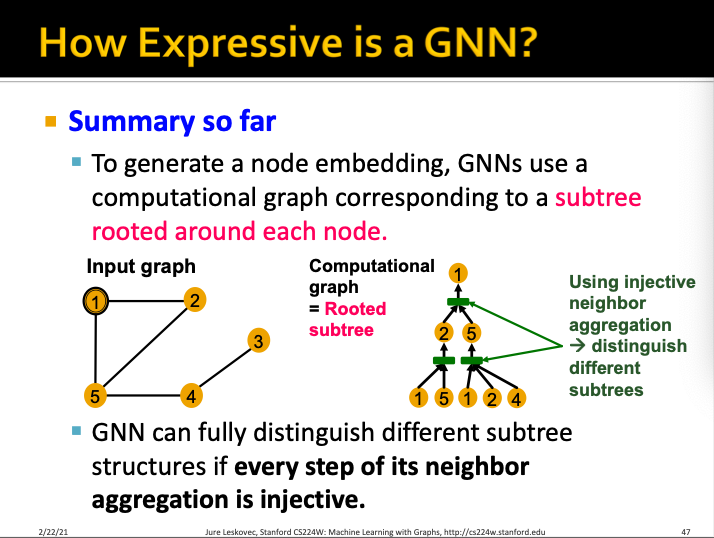 How Expressive is a GNN?
Summary so far
To generate a node embedding, GNNs use a
computational graph corresponding to a subtree
rooted around each node.
Input graph
1
2
3
5
4
Computational
graph
= Rooted
subtree
1
2 5
1 5 1 2 4
Using injective
neighbor
aggregation
→ distinguish
different
subtrees
GNN can fully distinguish different subtree
structures if every step of its neighbor
aggregation is injective.
2/22/21
Jure Leskovec, Stanford CS224W: Machine Learning with Graphs, http://cs224w.stanford.edu
47